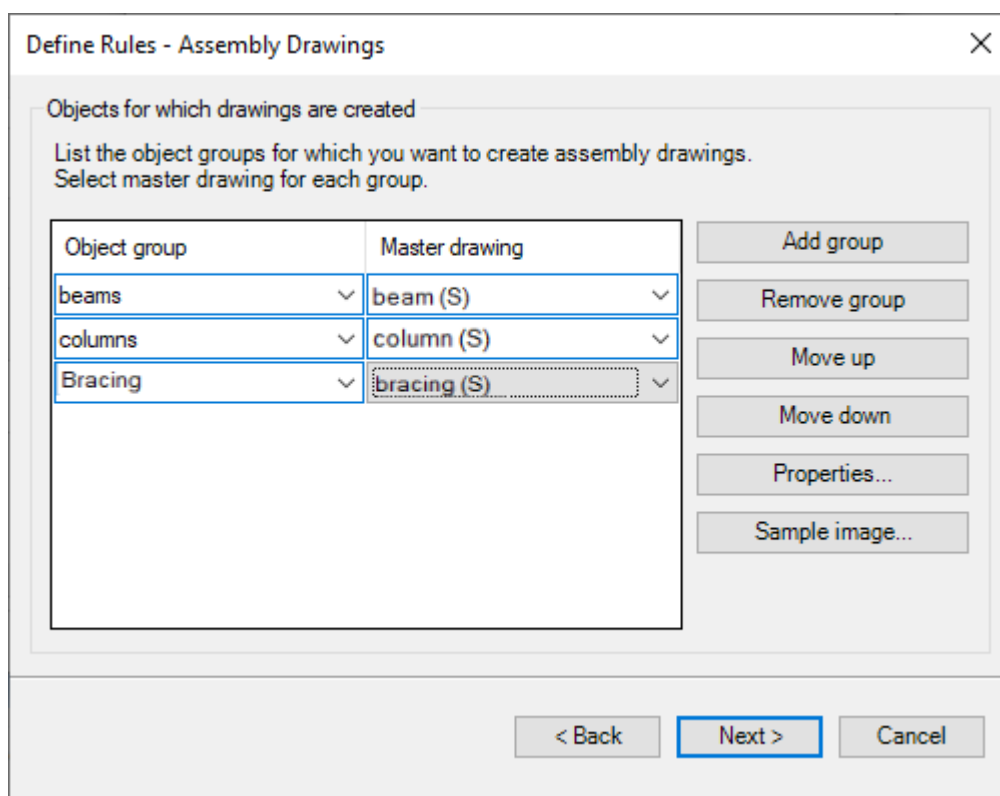 Define Rules - Assembly Drawings
Objects for which drawings are created
List the object groups for which you want to create assembly drawings.
Select master drawing for each group.
Object group Master drawing
beams beam (S)
columns column (S)
Bracing bracing (S)
Add group
Remove group
Move up
Move down
Properties...
Sample image...
< Back Next > Cancel